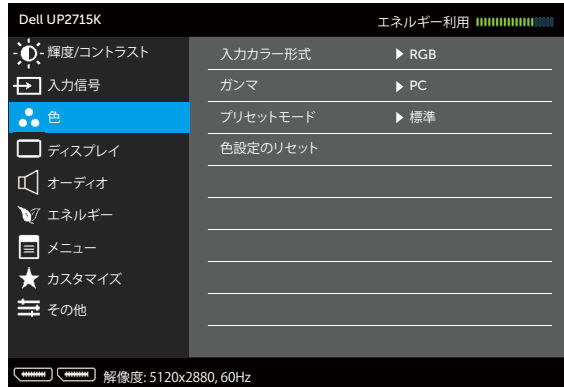 Dell UP2715K エネルギー利用
輝度/コントラスト 入力カラー形式 RGB
入力信号 ガンマ PC
色 プリセットモード 標準
ディスプレイ 色設定のリセット
オーディオ
エネルギー
メニュー
カスタマイズ
その他
解像度: 5120x2880, 60Hz